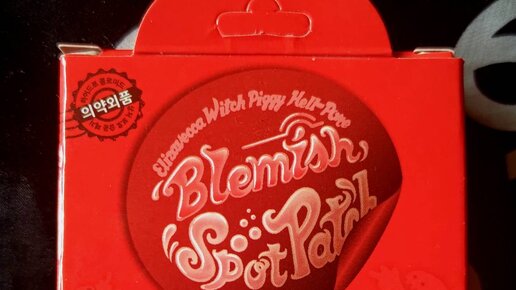 의약외품
Elizavecca Witch Piggy Hell-Pore
Blemish
Spot Patch